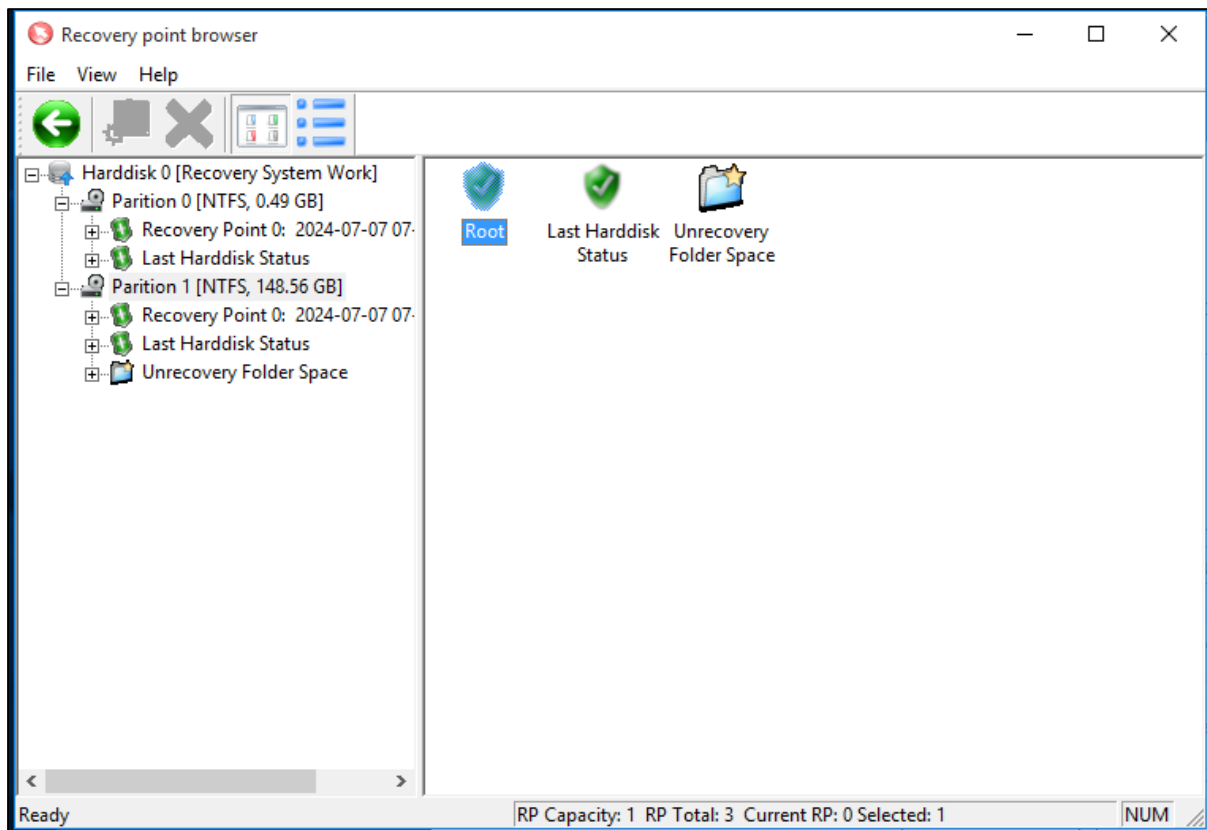 Recovery point browser
File View Help
Harddisk 0 [Recovery System Work]
Parition 0 [NTFS, 0.49 GB]
Recovery Point 0: 2024-07-07 07-
Last Harddisk Status
Parition 1 [NTFS, 148.56 GB]
Recovery Point 0: 2024-07-07 07-
Last Harddisk Status
Unrecovery Folder Space
Root
Last Harddisk
Status
Unrecovery
Folder Space
Ready
RP Capacity: 1 RP Total: 3 Current RP: 0 Selected: 1
NUM